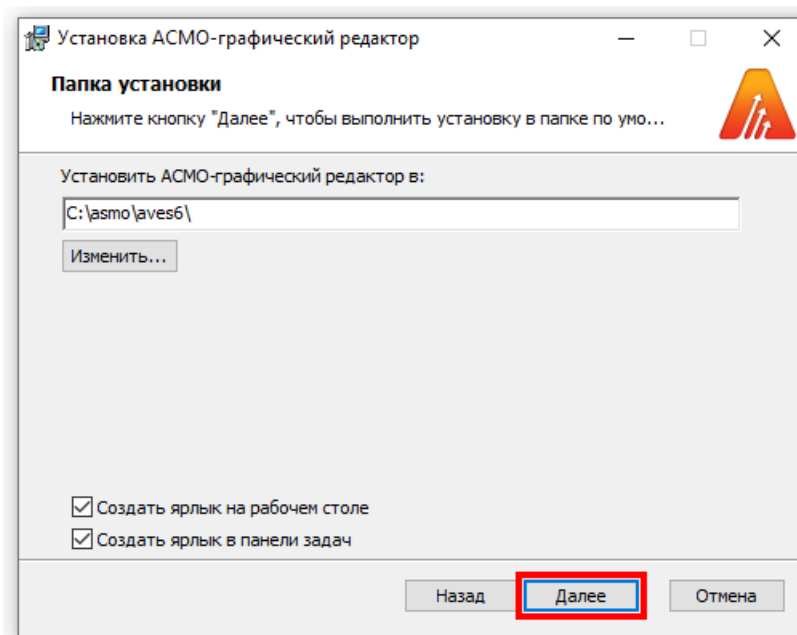 Установка АСМО-графический редактор
Папка установки
Нажмите кнопку "Далее", чтобы выполнить установку в папке по умо...
Установить АСМО-графический редактор в:
C:\asmo\aves6\
Изменить...
Создать ярлык на рабочем столе
Создать ярлык в панели задач
Назад Далее Отмена